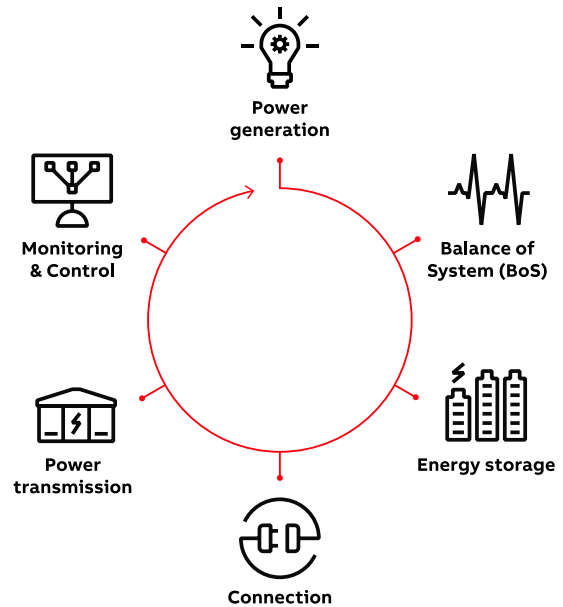 Power
generation
Balance of
System (BoS)
Energy storage
Connection
Power
transmission
Monitoring
& Control